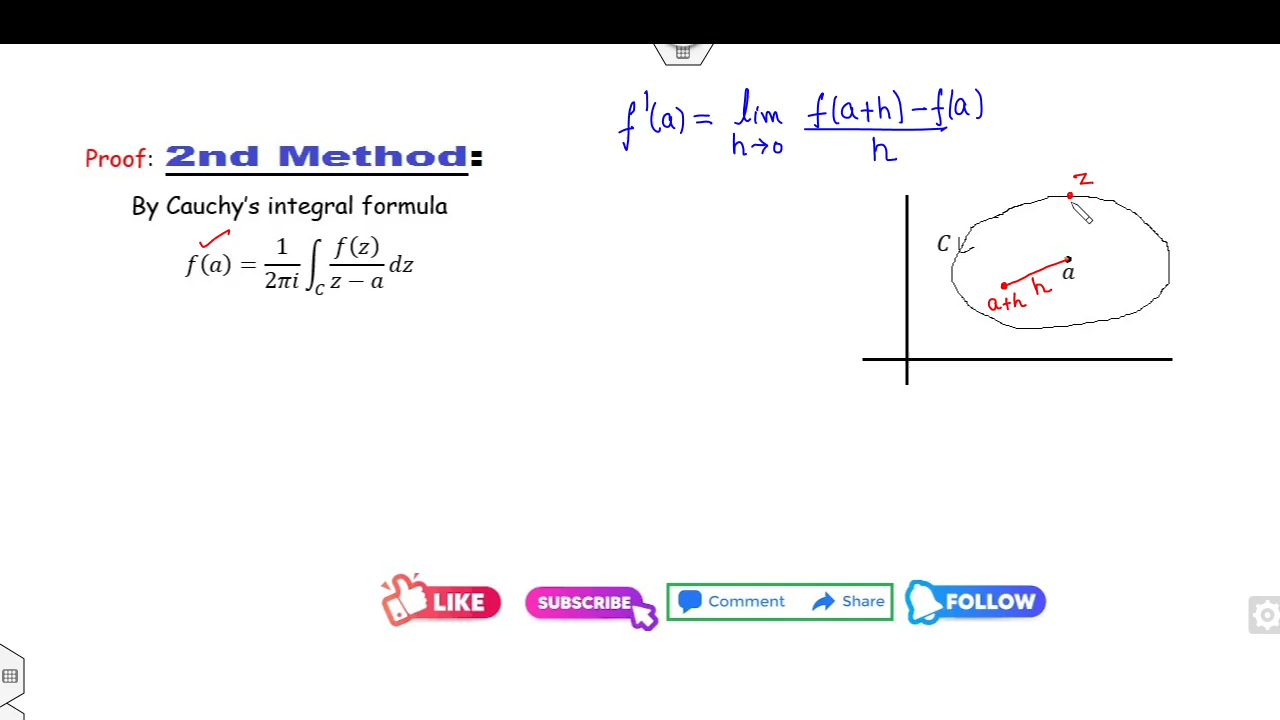 f'(a) = lim h→0 f(a+h) − f(a) / h
Proof: 2nd Method:
By Cauchy's integral formula
f(a) = 1/2πi ∫_C f(z)/z − a dz
z
C
a
h
a+h
LIKE
SUBSCRIBE
Comment
Share
FOLLOW